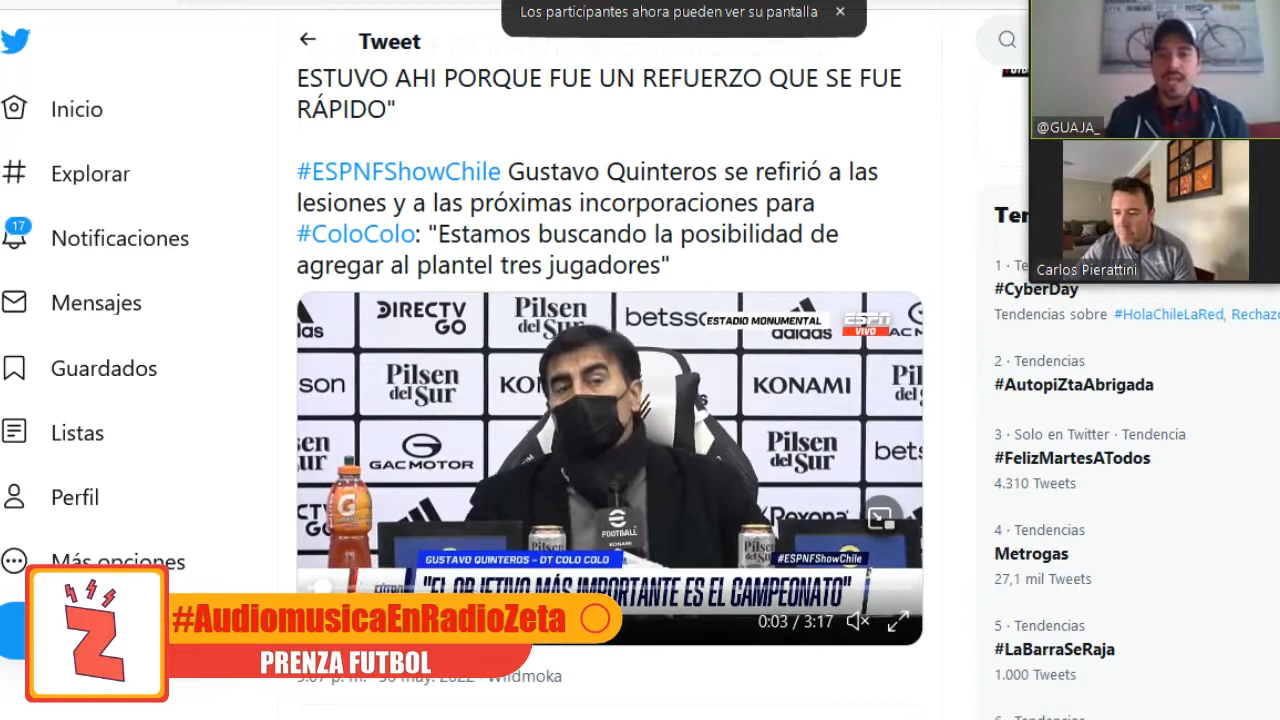 Los participantes ahora pueden ver su pantalla
Tweet
ESTUVO AHI PORQUE FUE UN REFUERZO QUE SE FUE
RÁPIDO"
#ESPNFShowChile Gustavo Quinteros se refirió a las
lesiones y a las próximas incorporaciones para
#ColoColo: "Estamos buscando la posibilidad de
agregar al plantel tres jugadores"
Inicio
Explorar
17
Notificaciones
Mensajes
Guardados
Listas
Perfil
Más opciones
DIRECTV
GO
Pilsen
del Sur
ESTADIO MONUMENTAL
ESPN
VIVO
adidas
Pilsen
del Sur
KONAMI
GAC MOTOR
Pilsen
del Sur
Rexona
FOOTBALL
KONAMI
GUSTAVO QUINTEROS - DT COLO COLO
#ESPNFShowChile
"EL OBJETIVO MÁS IMPORTANTE ES EL CAMPEONATO"
0:03 / 3:17
Wildmoka
#AudiomusicaEnRadioZeta
PRENZA FUTBOL
@GUAJA_
Carlos Pierattini
1
#CyberDay
Tendencias sobre #HolaChileLaRed, Rechazo
2 · Tendencias
#AutopiZtaAbrigada
3 · Solo en Twitter · Tendencia
#FelizMartesATodos
4.310 Tweets
4 · Tendencias
Metrogas
27,1 mil Tweets
5 · Tendencias
#LaBarraSeRaja
1.000 Tweets